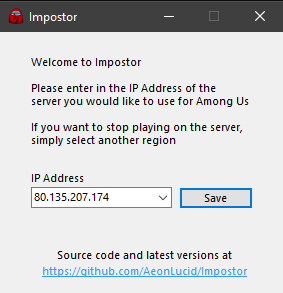 Impostor
Welcome to Impostor
Please enter in the IP Address of the
server you would like to use for Among Us
If you want to stop playing on the server,
simply select another region
IP Address
80.135.207.174
Save
Source code and latest versions at
https://github.com/AeonLucid/Impostor